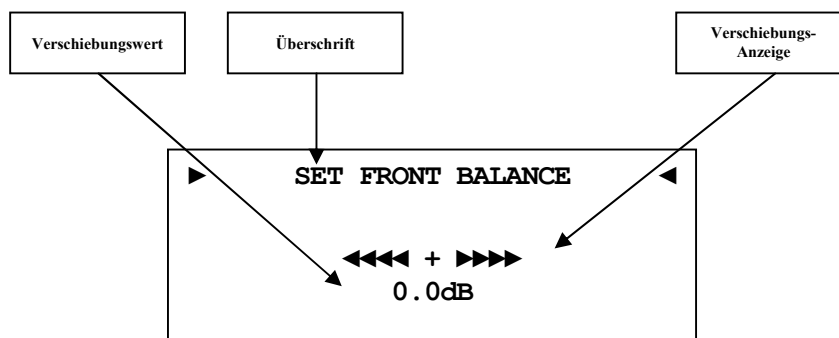 Verschiebungswert
Überschrift
Verschiebungs-
Anzeige
► SET FRONT BALANCE ◄
◄◄◄◄ + ►►►►
0.0dB